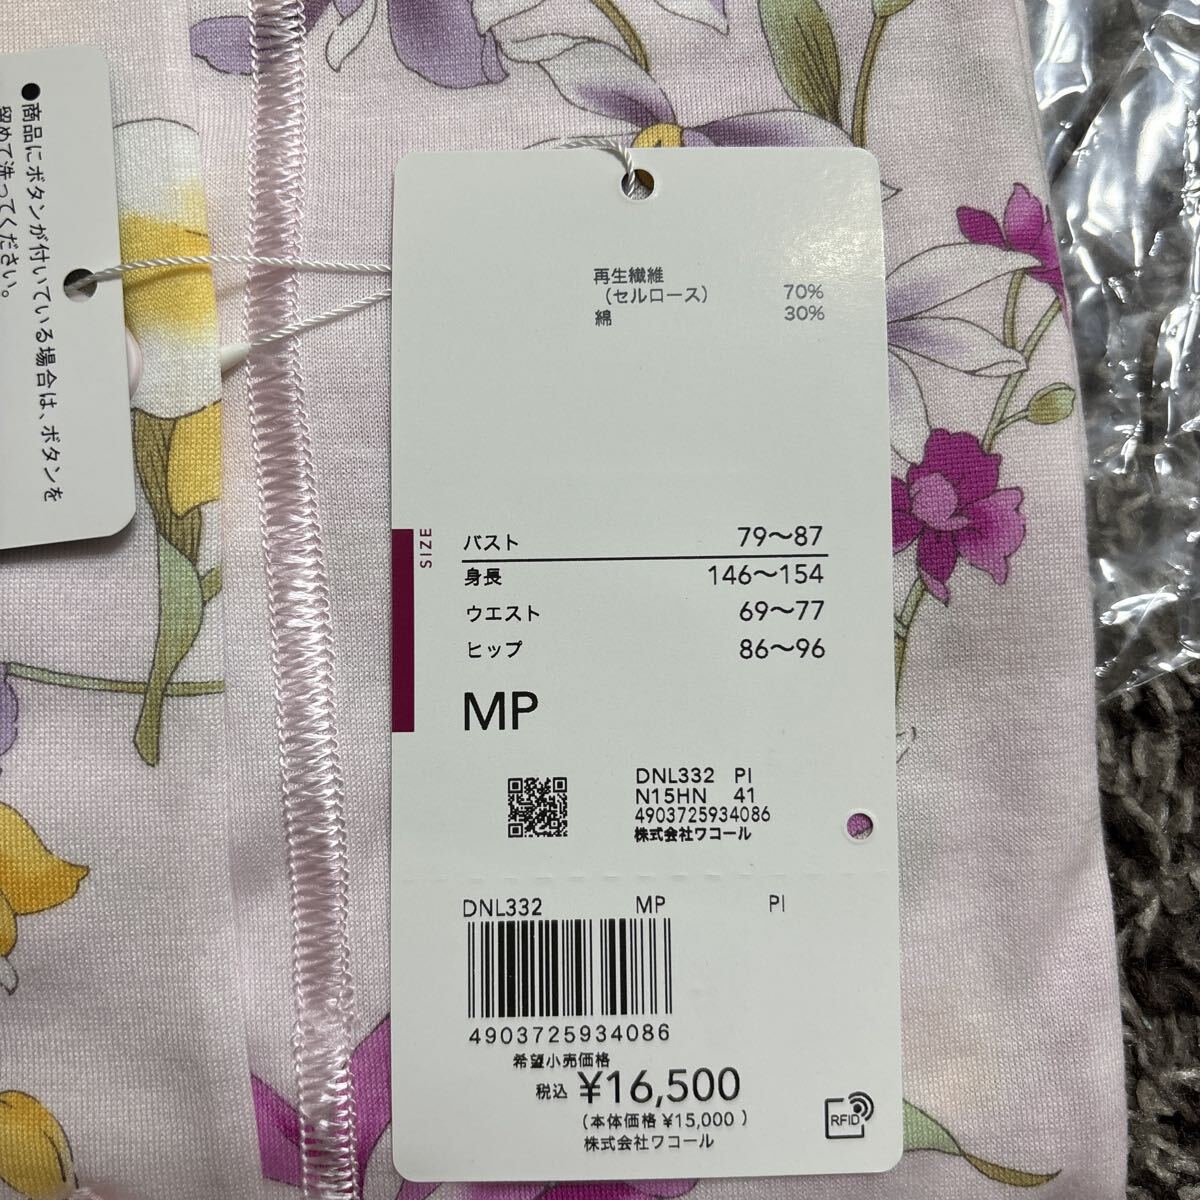 ●商品にボタンが付いている場合は、ボタンを
留めて洗ってください。
再生繊維
（セルロース） 70%
綿 30%
SIZE
バスト 79〜87
身長 146〜154
ウエスト 69〜77
ヒップ 86〜96
MP
DNL332 PI
N15HN 41
4903725934086
株式会社ワコール
DNL332 MP PI
4903725934086
希望小売価格
税込 ¥16,500
（本体価格 ¥15,000 ）
株式会社ワコール
RFID